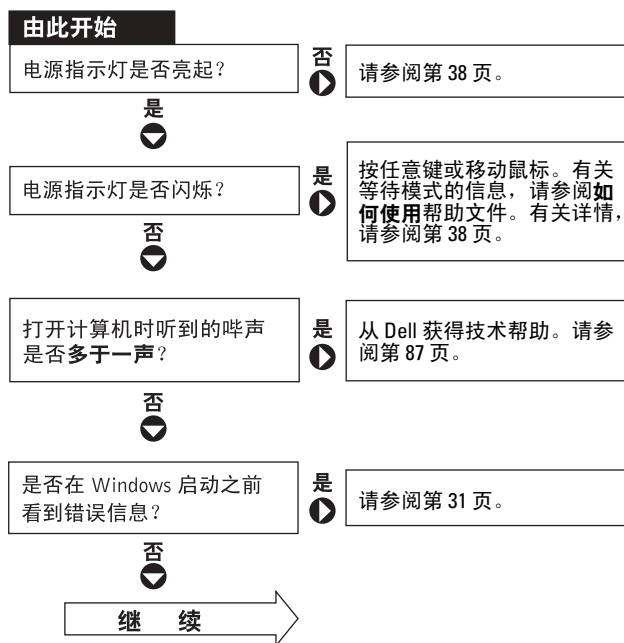 由此开始
电源指示灯是否亮起？
否
请参阅第 38 页。
是
电源指示灯是否闪烁？
是
按任意键或移动鼠标。有关
等待模式的信息，请参阅如
何使用帮助文件。有关详情，
请参阅第 38 页。
否
打开计算机时听到的哔声
是否多于一声？
是
从 Dell 获得技术帮助。请参
阅第 87 页。
否
是否在 Windows 启动之前
看到错误信息？
是
请参阅第 31 页。
否
继 续